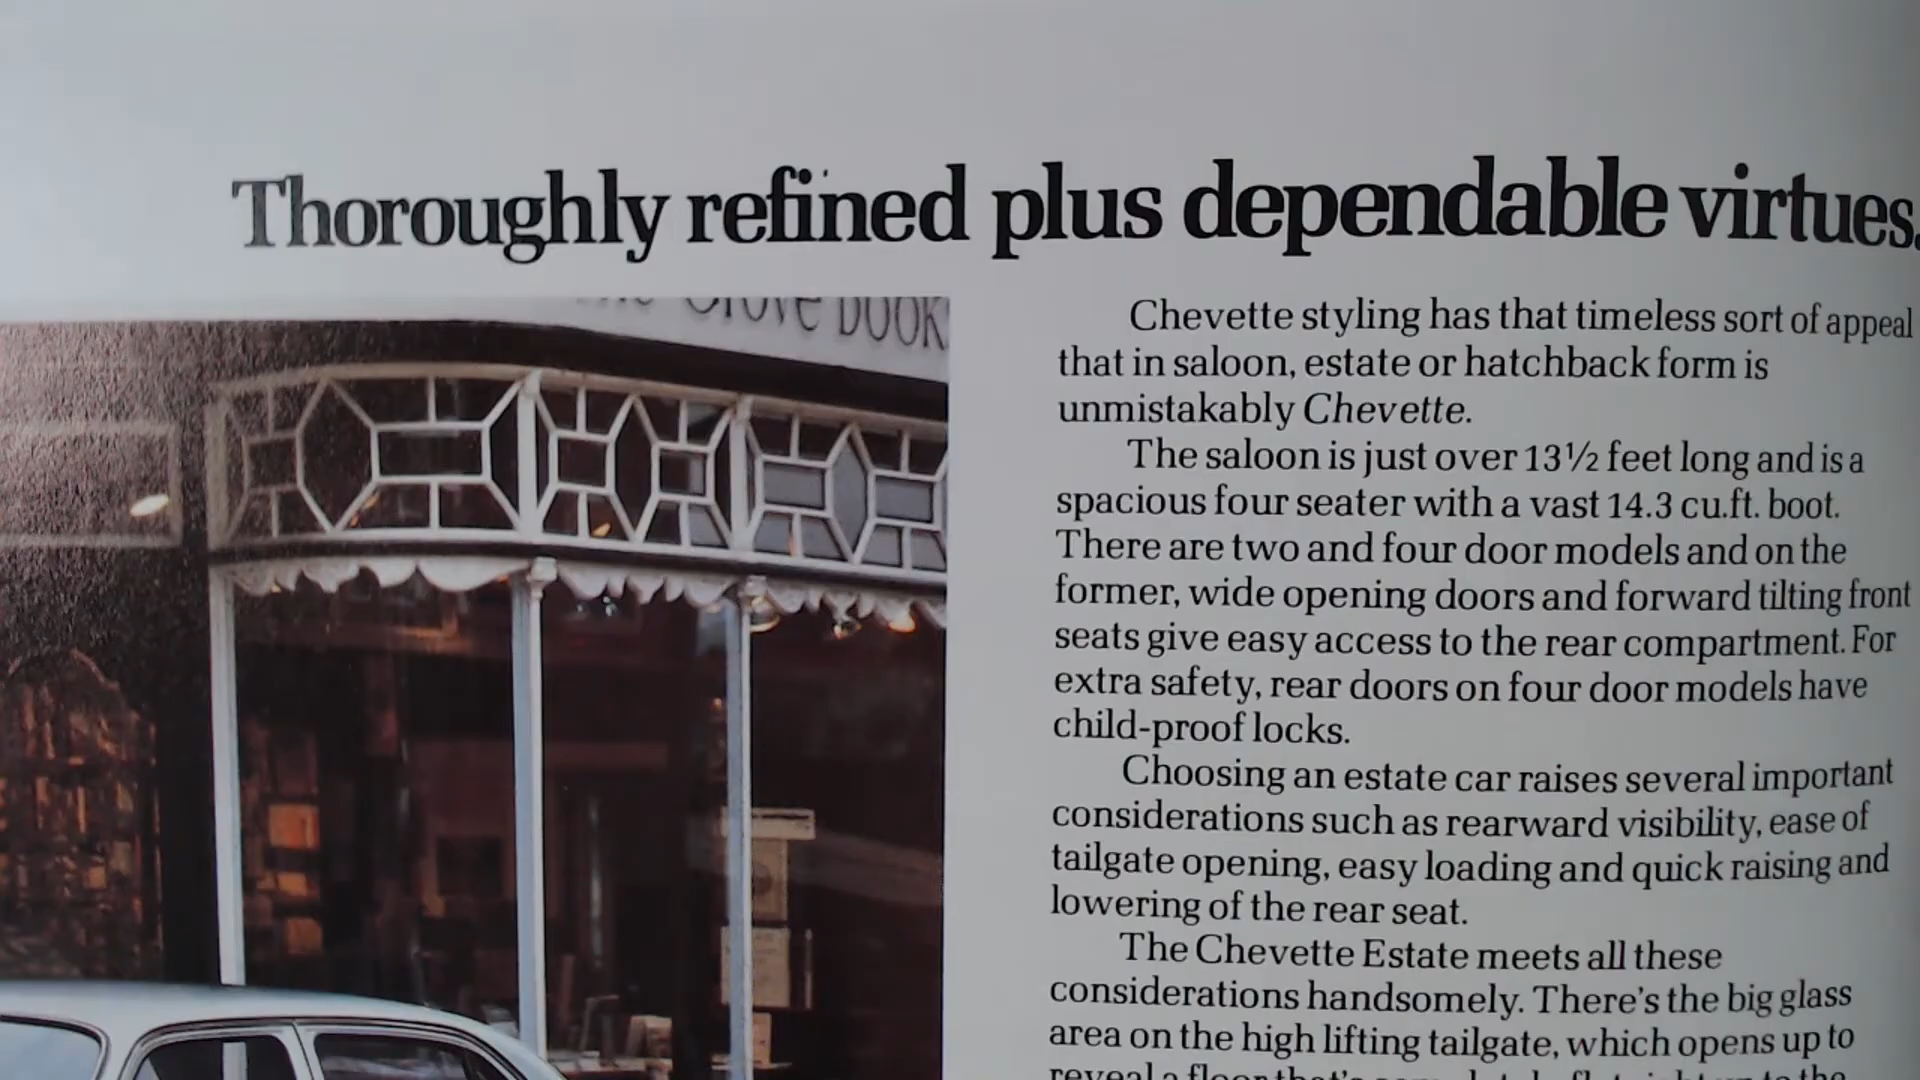 Thoroughly refined plus dependable virtues.
The Grove BOOK
Chevette styling has that timeless sort of appeal
that in saloon, estate or hatchback form is
unmistakably Chevette.
The saloon is just over 13½ feet long and is a
spacious four seater with a vast 14.3 cu.ft. boot.
There are two and four door models and on the
former, wide opening doors and forward tilting front
seats give easy access to the rear compartment. For
extra safety, rear doors on four door models have
child-proof locks.
Choosing an estate car raises several important
considerations such as rearward visibility, ease of
tailgate opening, easy loading and quick raising and
lowering of the rear seat.
The Chevette Estate meets all these
considerations handsomely. There's the big glass
area on the high lifting tailgate, which opens up to
reveal a floor that's completely flat right up to the